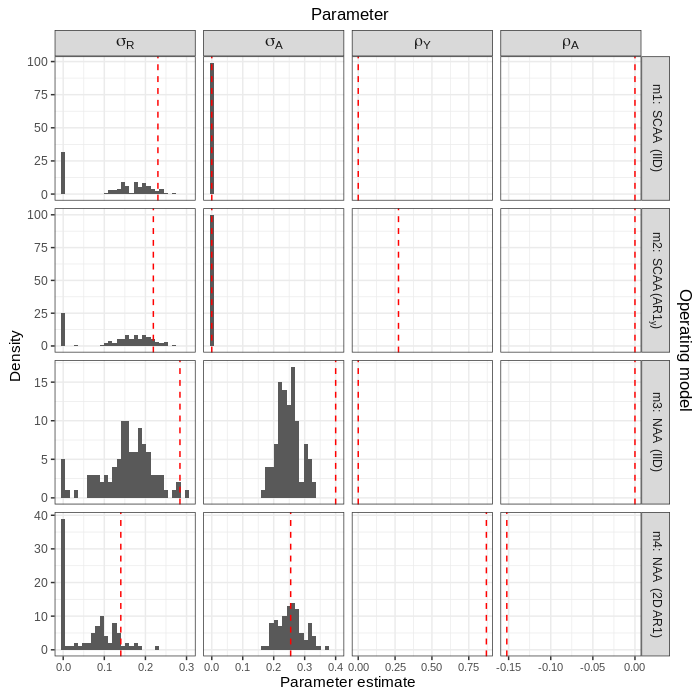 Parameter
σR σA ρY ρA
100
75
50
25
0
m1: SCAA (IID)
100
75
50
25
0
m2: SCAA (AR1y)
15
10
5
0
m3: NAA (IID)
40
30
20
10
0
m4: NAA (2D AR1)
Density
Operating model
0.0 0.1 0.2 0.3 0.0 0.1 0.2 0.3 0.4 0.00 0.25 0.50 0.75 -0.15 -0.10 -0.05 0.00
Parameter estimate